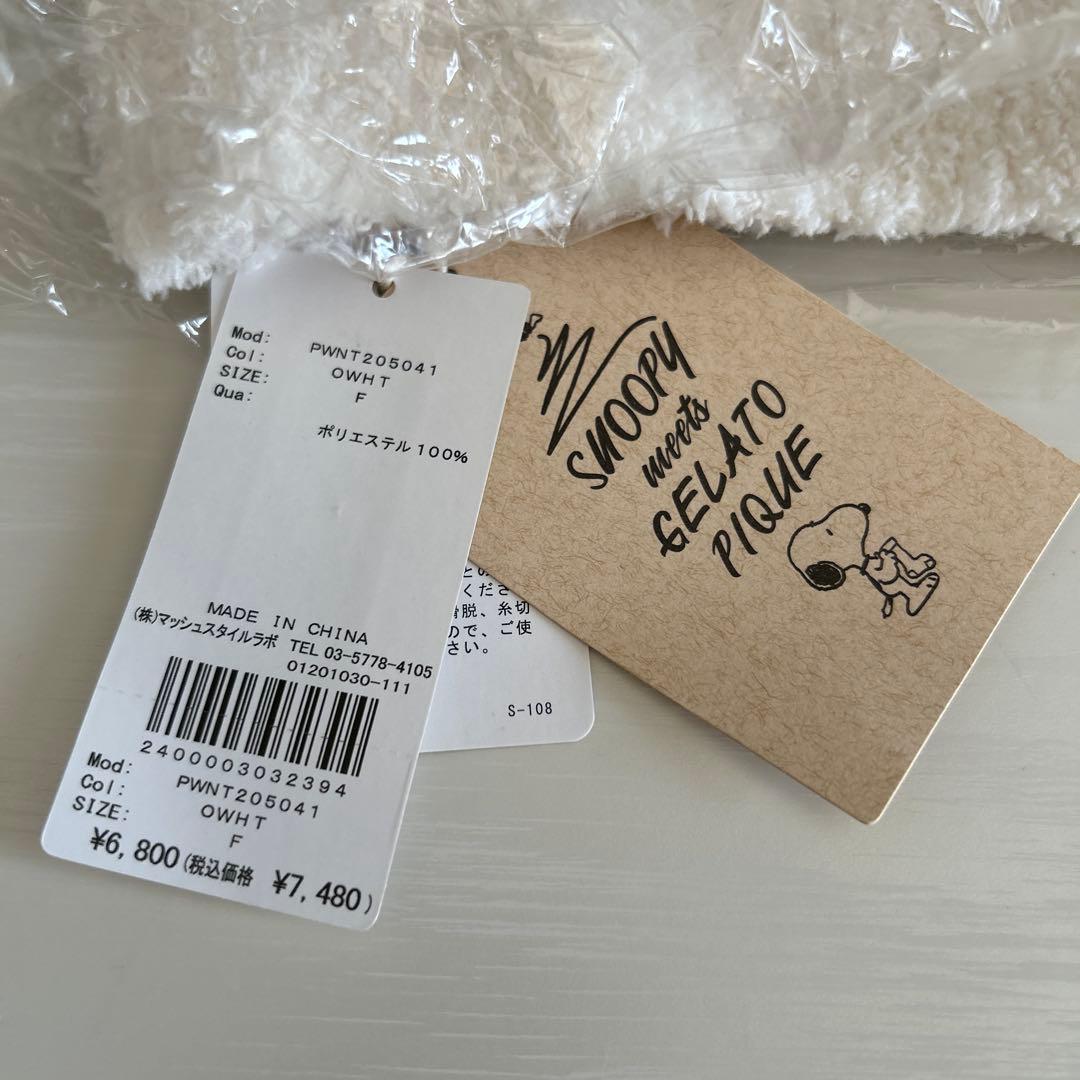 Mod: PWNT205041
Col: OWHT
SIZE: F
Qua:
ポリエステル100%
MADE IN CHINA
(株)マッシュスタイルラボ TEL 03-5778-4105
01201030-111
2400003032394
Mod: PWNT205041
Col: OWHT
SIZE: F
¥6,800(税込価格 ¥7,480)
SNOOPY
meets
GELATO
PIQUE
くださ
脱、糸切
ので、ご使
さい。
S-108